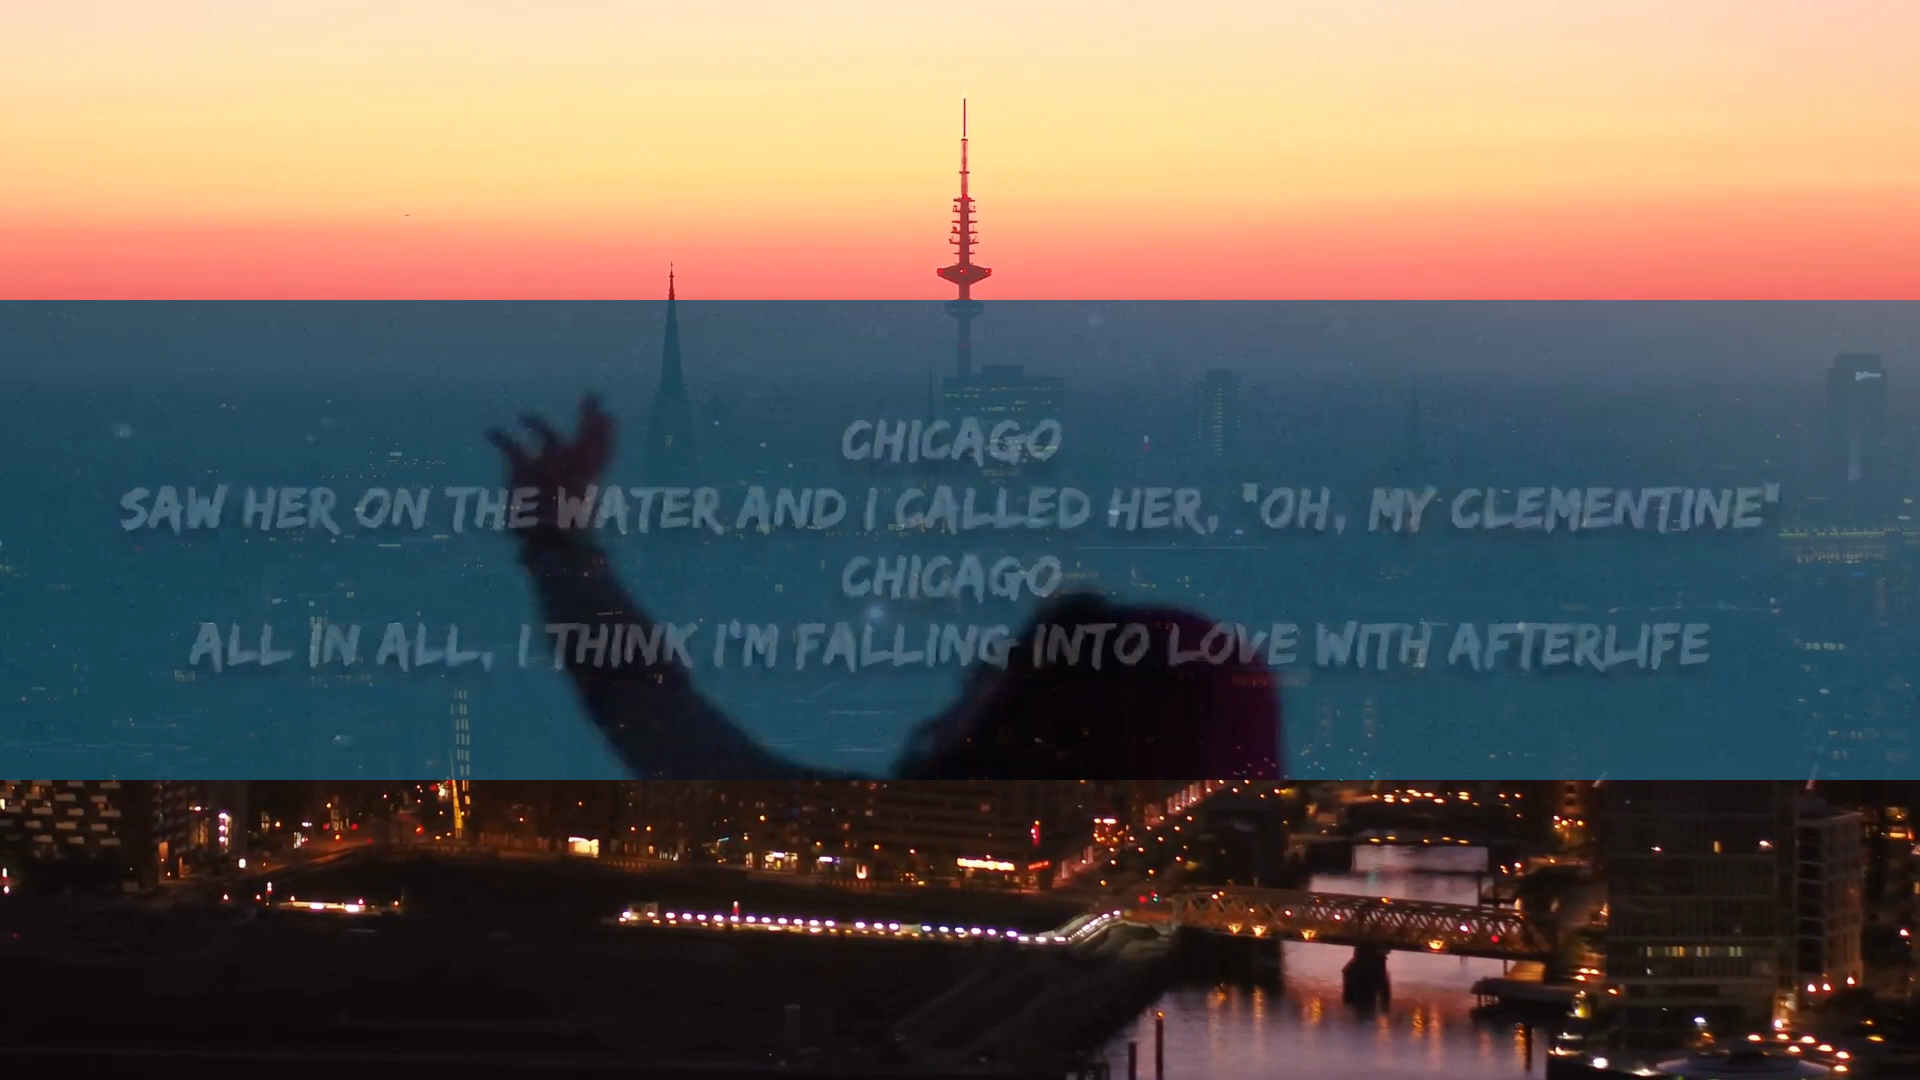 CHICAGO
SAW HER ON THE WATER AND I CALLED HER, "OH, MY CLEMENTINE"
CHICAGO
ALL IN ALL, I THINK I'M FALLING INTO LOVE WITH AFTERLIFE